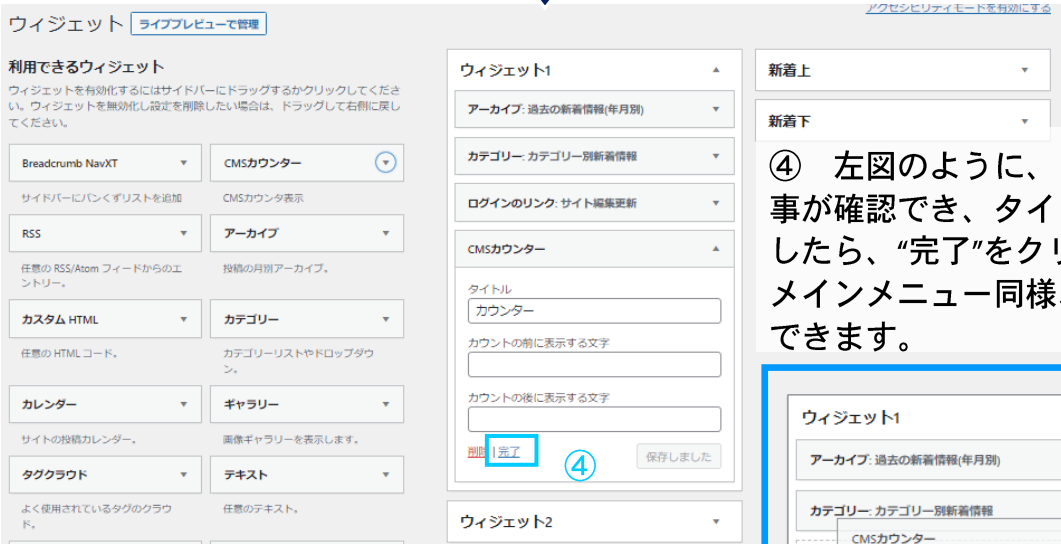 ウィジェット ライブプレビューで管理
アクセシビリティモードを有効にする
利用できるウィジェット
ウィジェットを有効化するにはサイドバーにドラッグするかクリックしてくださ
い。ウィジェットを無効化し設定を削除したい場合は、ドラッグして右側に戻し
てください。
Breadcrumb NavXT
サイドバーにパンくずリストを追加
CMSカウンター
CMSカウンタ表示
RSS
任意の RSS/Atom フィードからのエ
ントリー。
アーカイブ
投稿の月別アーカイブ。
カスタム HTML
任意の HTML コード。
カテゴリー
カテゴリーリストやドロップダウ
ン。
カレンダー
サイトの投稿カレンダー。
ギャラリー
画像ギャラリーを表示します。
タグクラウド
よく使用されているタグのクラウ
ド。
テキスト
任意のテキスト。
ウィジェット1
アーカイブ: 過去の新着情報(年月別)
カテゴリー: カテゴリー別新着情報
ログインのリンク: サイト編集更新
CMSカウンター
タイトル
カウンター
カウントの前に表示する文字
カウントの後に表示する文字
削除 | 完了
④
保存しました
ウィジェット2
新着上
新着下
④ 左図のように、
事が確認でき、タイ
したら、“完了”をクリ
メインメニュー同様、
できます。
ウィジェット1
アーカイブ: 過去の新着情報(年月別)
カテゴリー: カテゴリー別新着情報
CMSカウンター